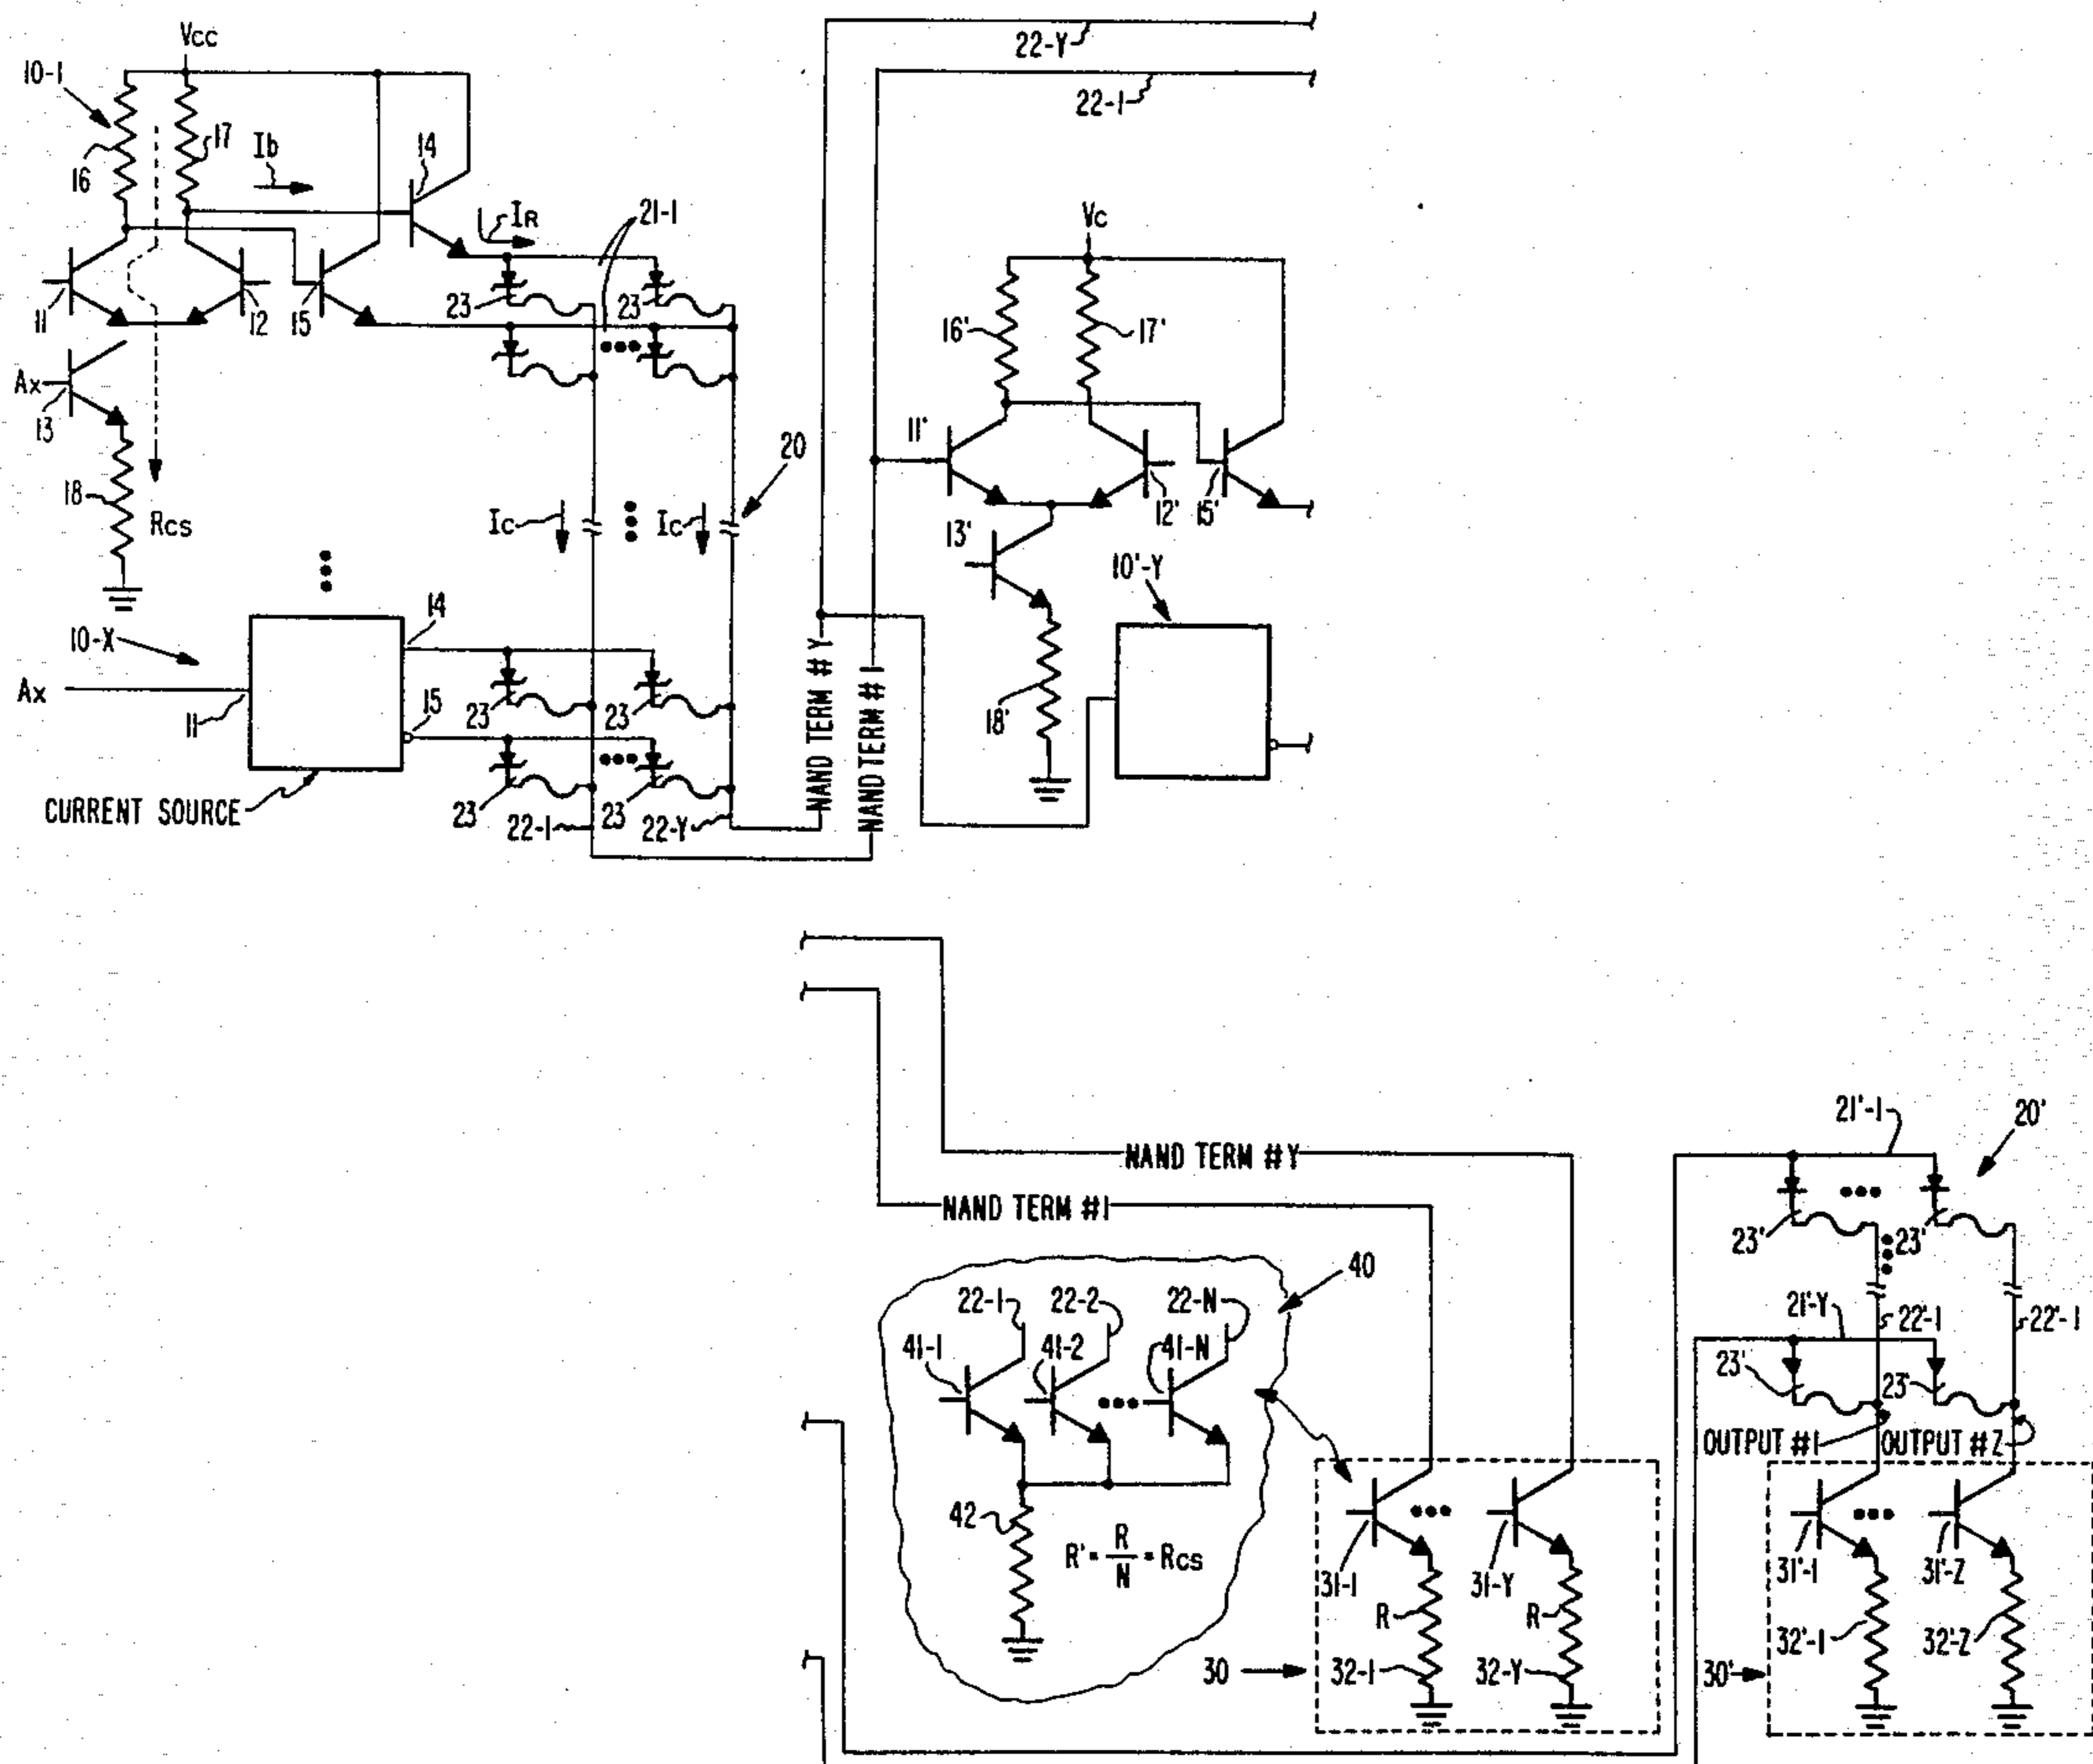 22-Y
22-1
Vcc
10-1
16
17
Ib
14
IR
21-1
11
12
15
23
23
Ax
13
18
Rcs
Ic
Ic
20
Vc
16'
17'
11'
12'
15'
13'
10'-Y
18'
10-X
Ax
11
14
15
23
23
23
23
CURRENT SOURCE
22-1
22-Y
NAND TERM #Y
NAND TERM #1
NAND TERM #Y
NAND TERM #1
21'-1
20'
23'
23'
40
22-1
22-2
22-N
41-1
41-2
41-N
21'-Y
22'-1
22'-1
23'
23'
OUTPUT #1
OUTPUT #Z
42
R' = R/N = Rcs
31-1
31-Y
R
R
32-1
32-Y
30
31'-1
31'-Z
32'-1
32'-Z
30'